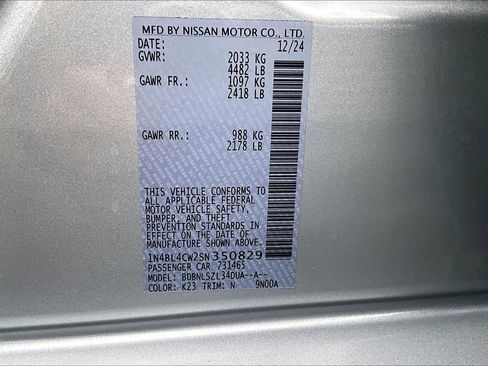 MFD BY NISSAN MOTOR CO., LTD.
DATE: 12/24
GVWR: 2033 KG
4482 LB
GAWR FR.: 1097 KG
2418 LB
GAWR RR.: 988 KG
2178 LB
THIS VEHICLE CONFORMS TO
ALL APPLICABLE FEDERAL
MOTOR VEHICLE SAFETY,
BUMPER, AND THEFT
PREVENTION STANDARDS
IN EFFECT ON THE DATE OF
MANUFACTURE SHOWN ABOVE.
1N4BL4CW2SN350829
PASSENGER CAR 731465
MODEL: BDBNLSZL34DUA--A--
COLOR: K23 TRIM: N 9N00A